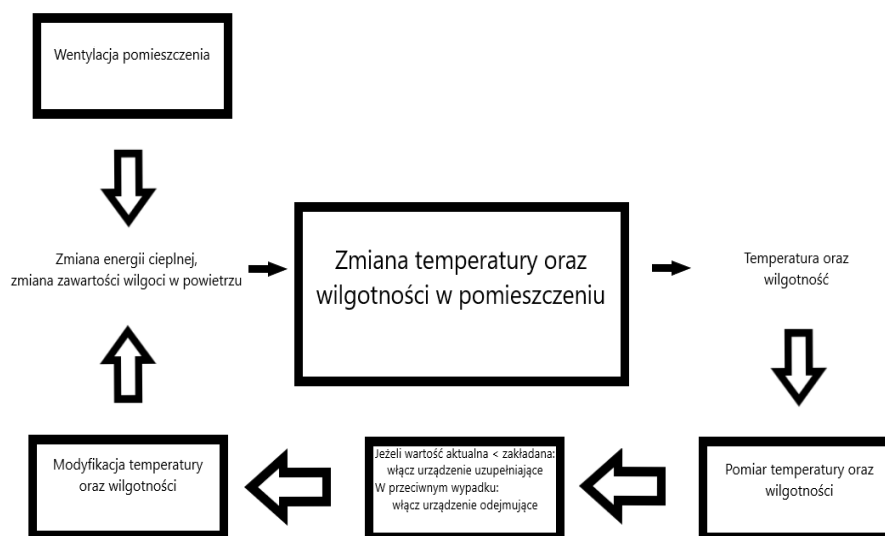 Wentylacja pomieszczenia
Zmiana energii cieplnej,
zmiana zawartości wilgoci w powietrzu
Zmiana temperatury oraz
wilgotności w pomieszczeniu
Temperatura oraz
wilgotność
Modyfikacja temperatury
oraz wilgotności
Jeżeli wartość aktualna < zakładana:
włącz urządzenie uzupełniające
W przeciwnym wypadku:
włącz urządzenie odejmujące
Pomiar temperatury oraz
wilgotności